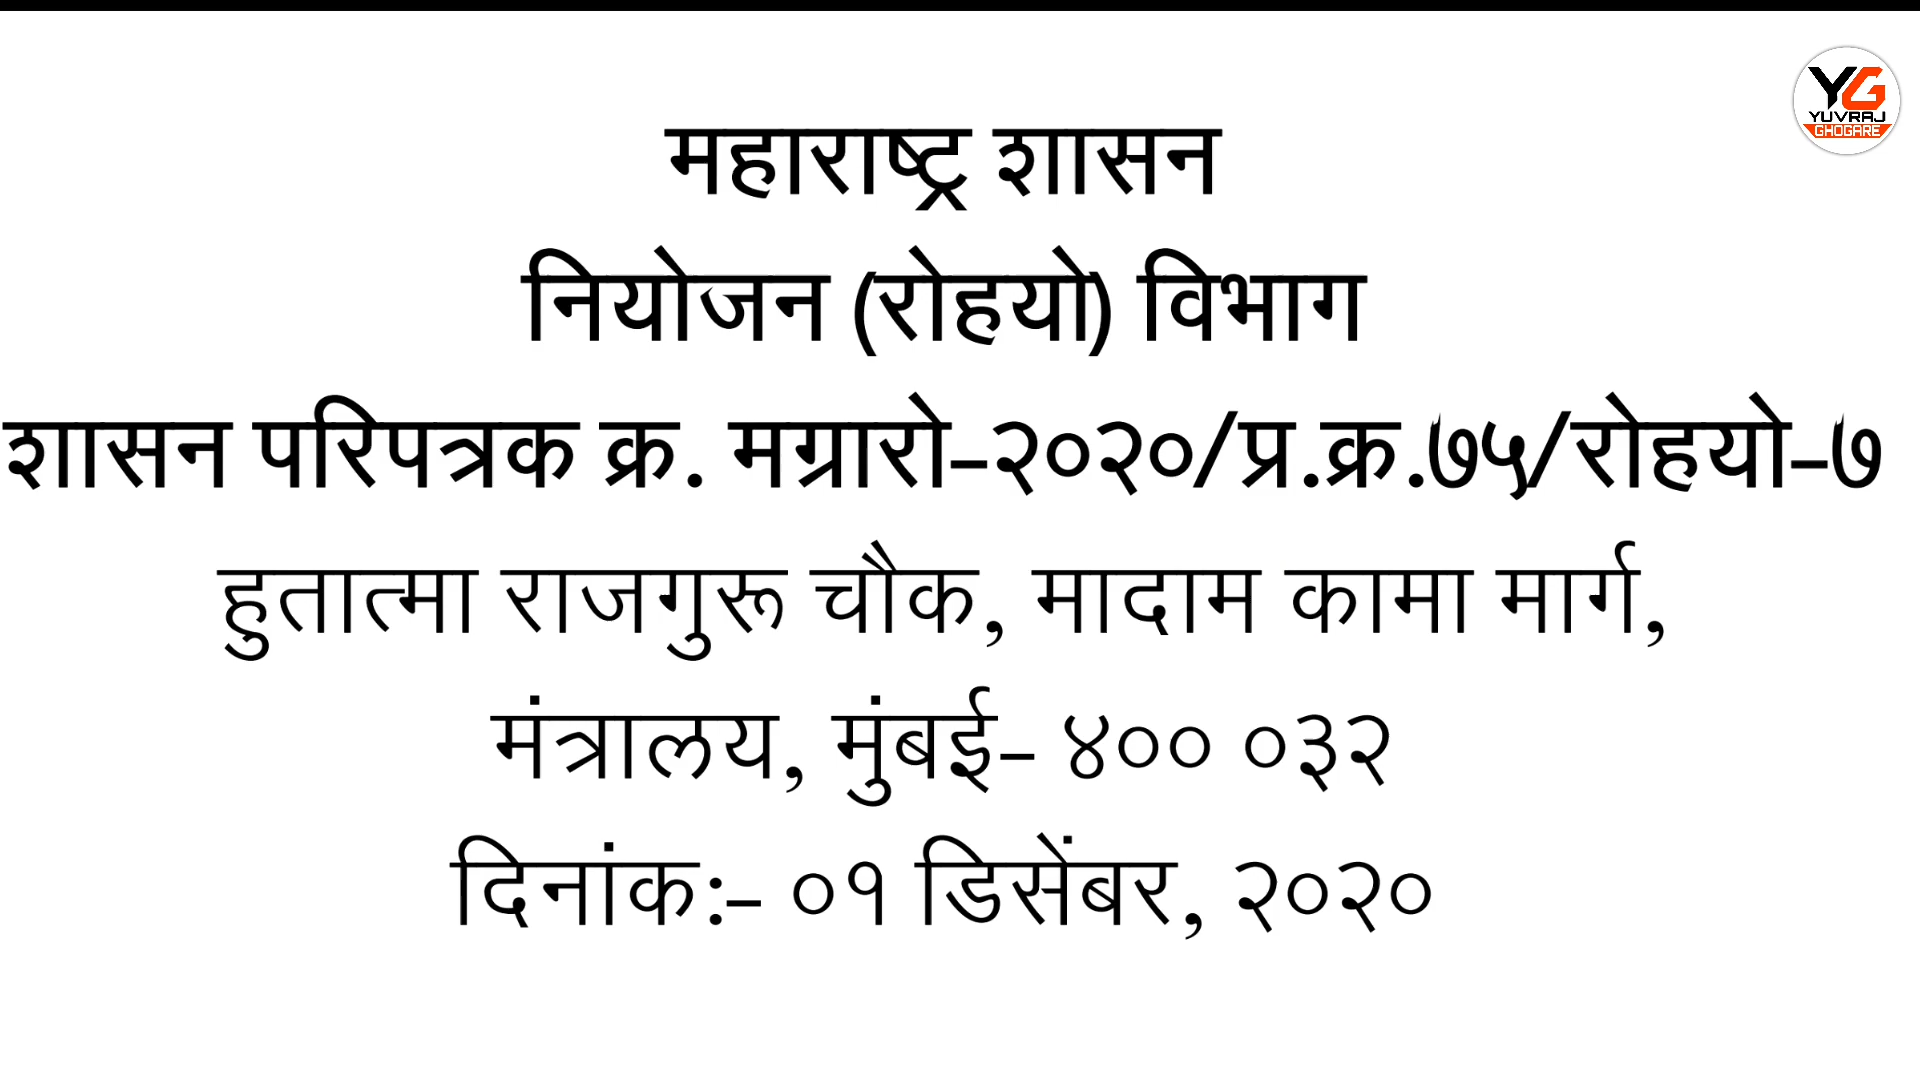 महाराष्ट्र शासन
नियोजन (रोहयो) विभाग
शासन परिपत्रक क्र. मग्रारो-२०२०/प्र.क्र.७५/रोहयो-७
हुतात्मा राजगुरू चौक, मादाम कामा मार्ग,
मंत्रालय, मुंबई- ४०० ०३२
दिनांक:- ०१ डिसेंबर, २०२०
YG
YUVRAJ
GHOGARE